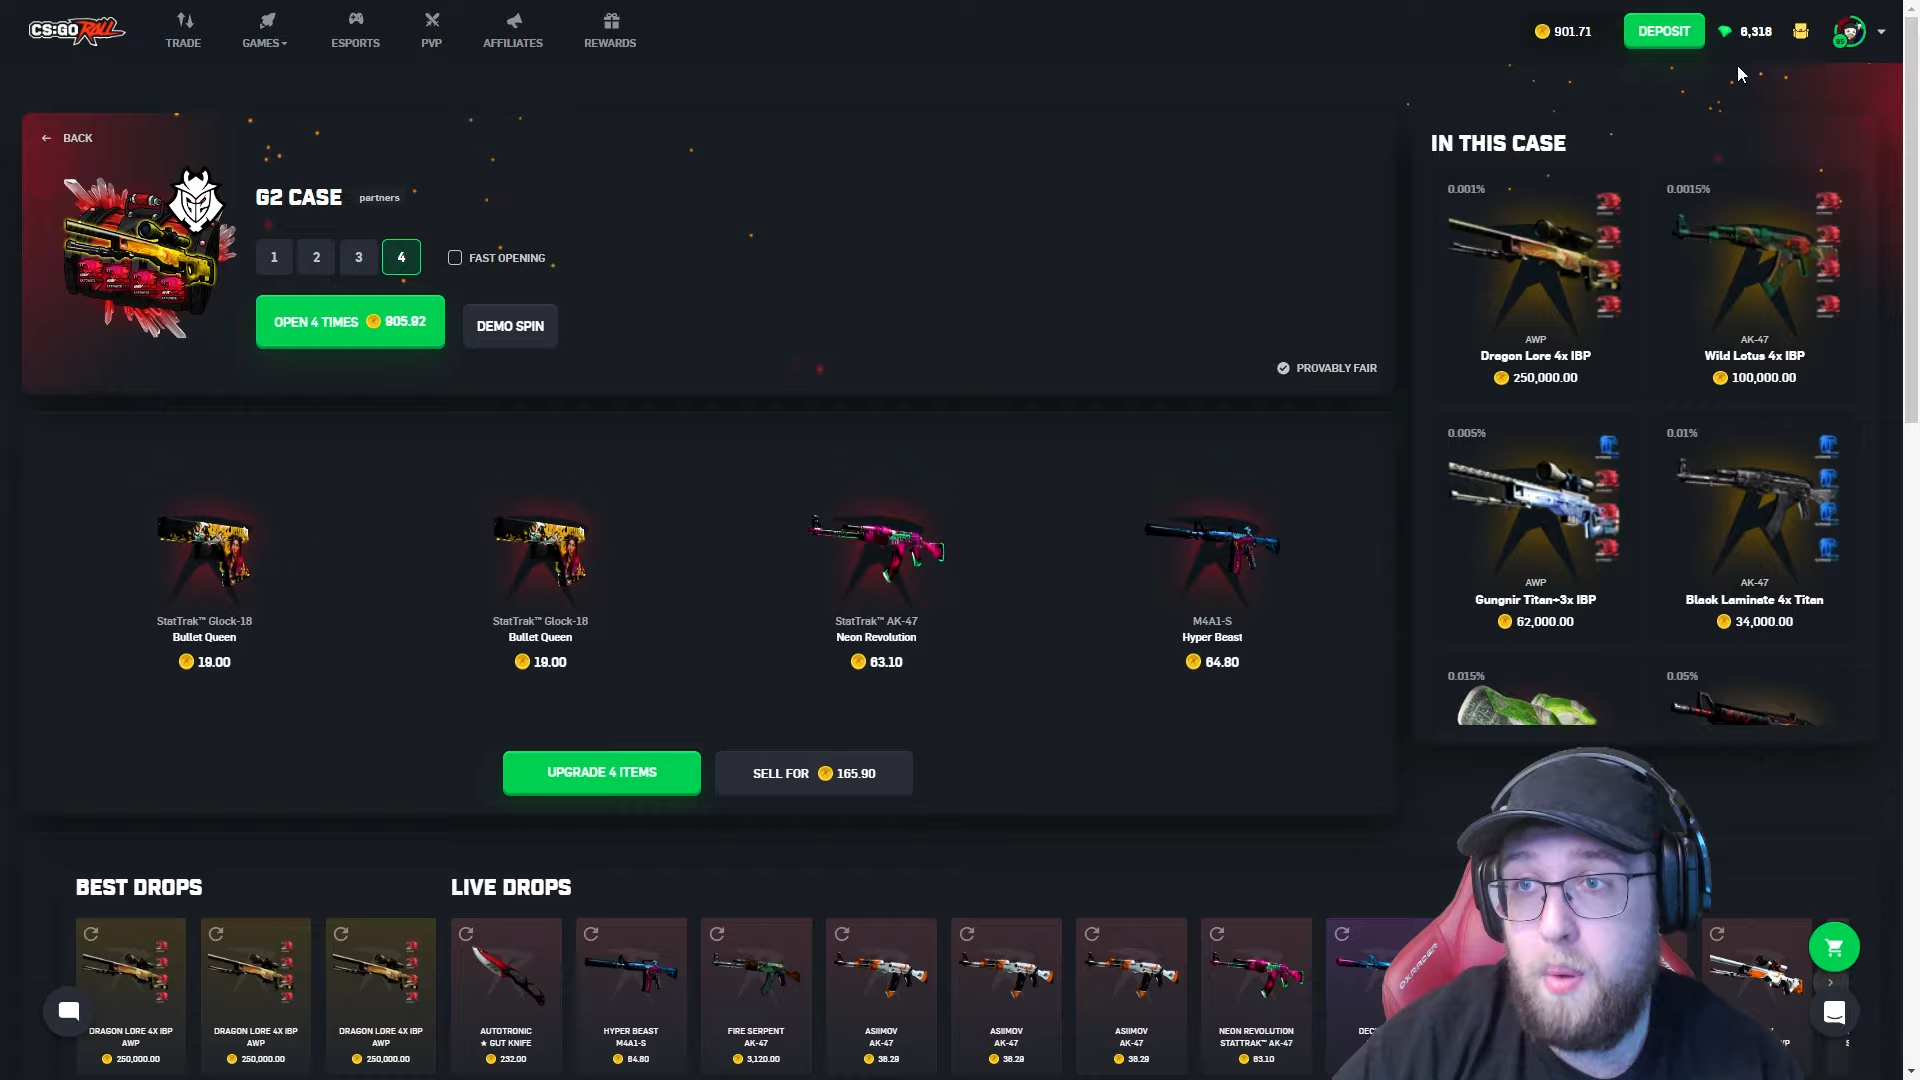 CS:GO ROLL
TRADE
GAMES
ESPORTS
PVP
AFFILIATES
REWARDS
901.71
DEPOSIT
6,318
85
BACK
G2 CASE
partners
1
2
3
4
FAST OPENING
OPEN 4 TIMES 905.92
DEMO SPIN
PROVABLY FAIR
IN THIS CASE
0.001%
AWP
Dragon Lore 4x IBP
250,000.00
0.0015%
AK-47
Wild Lotus 4x IBP
100,000.00
0.005%
AWP
Gungnir Titan+3x IBP
62,000.00
0.01%
AK-47
Black Laminate 4x Titan
34,000.00
0.015%
0.05%
StatTrak™ Glock-18
Bullet Queen
19.00
StatTrak™ Glock-18
Bullet Queen
19.00
StatTrak™ AK-47
Neon Revolution
63.10
M4A1-S
Hyper Beast
64.80
UPGRADE 4 ITEMS
SELL FOR 165.90
BEST DROPS
LIVE DROPS
DRAGON LORE 4X IBP
AWP
250,000.00
DRAGON LORE 4X IBP
AWP
250,000.00
DRAGON LORE 4X IBP
AWP
250,000.00
AUTOTRONIC
★ GUT KNIFE
232.00
HYPER BEAST
M4A1-S
64.80
FIRE SERPENT
AK-47
3,120.00
ASIIMOV
AK-47
36.29
ASIIMOV
AK-47
36.29
ASIIMOV
AK-47
36.29
NEON REVOLUTION
STATTRAK™ AK-47
63.10
DXRACER